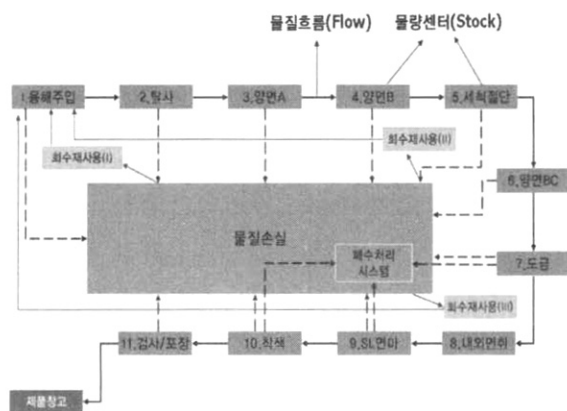 물질흐름(Flow)
물량센터(Stock)
1.용해주입
2.탈사
3.양면A
4.양면B
5.세척절단
회수재사용(I)
회수재사용(II)
6.양면BC
물질손실
폐수처리
시스템
7.도금
회수재사용(III)
11.검사/포장
10.착색
9.SL연마
8.내외면취
제품창고